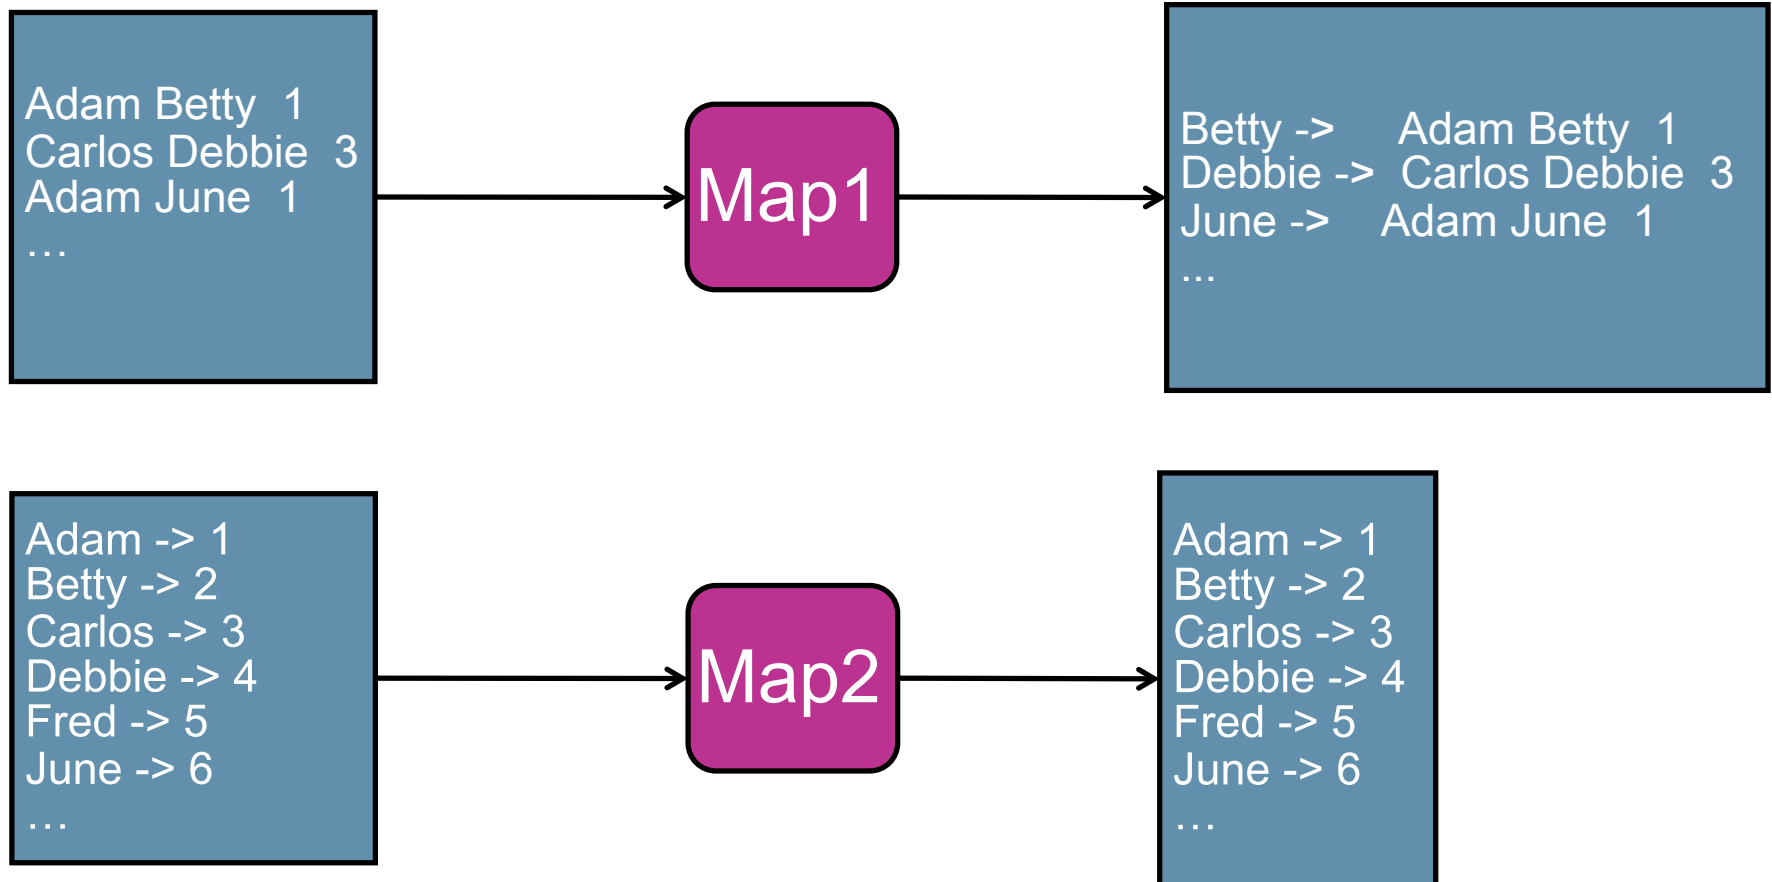 Adam Betty  1
Carlos Debbie  3
Adam June  1
…
Map1
Betty ->     Adam Betty  1
Debbie ->  Carlos Debbie  3
June ->    Adam June  1
...
Adam -> 1
Betty -> 2
Carlos -> 3
Debbie -> 4
Fred -> 5
June -> 6
…
Map2
Adam -> 1
Betty -> 2
Carlos -> 3
Debbie -> 4
Fred -> 5
June -> 6
…